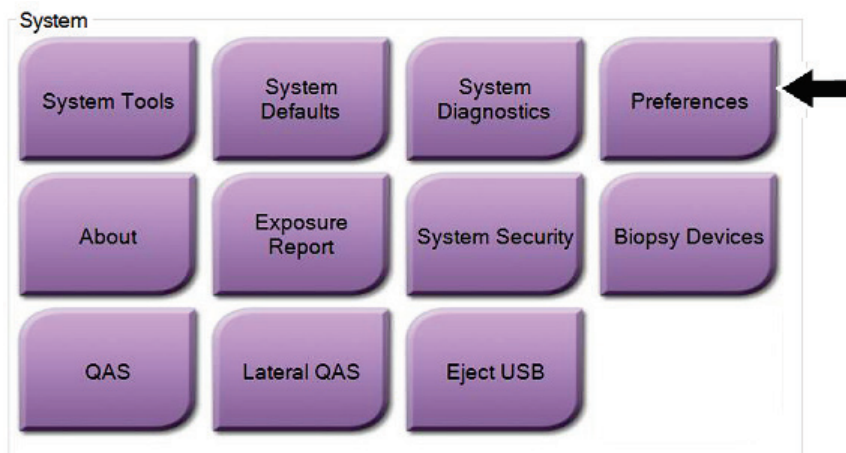 System
System Tools
System
Defaults
System
Diagnostics
Preferences
About
Exposure
Report
System Security
Biopsy Devices
QAS
Lateral QAS
Eject USB